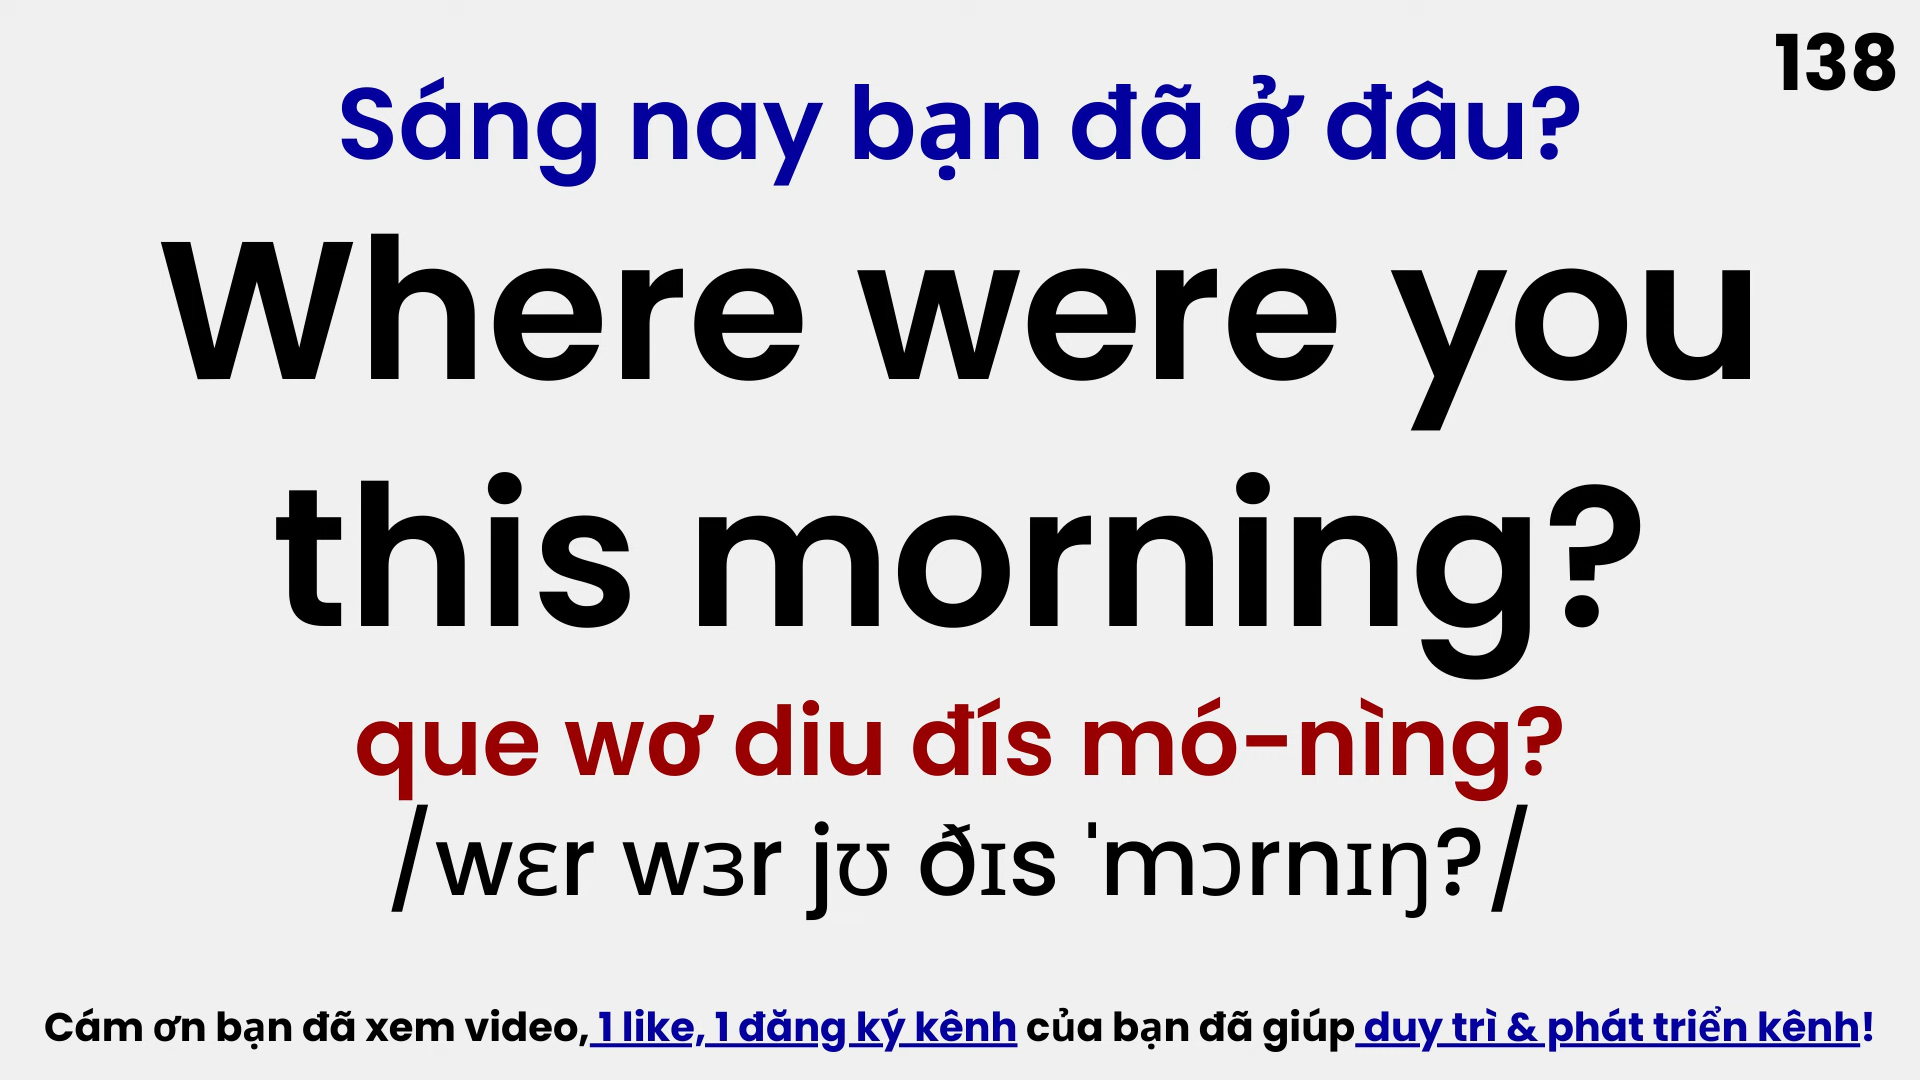 138
Sáng nay bạn đã ở đâu?
Where were you
this morning?
que wơ diu đís mó-nìng?
/wɛr wɜr jʊ ðɪs ˈmɔrnɪŋ?/
Cám ơn bạn đã xem video, 1 like, 1 đăng ký kênh của bạn đã giúp duy trì & phát triển kênh!